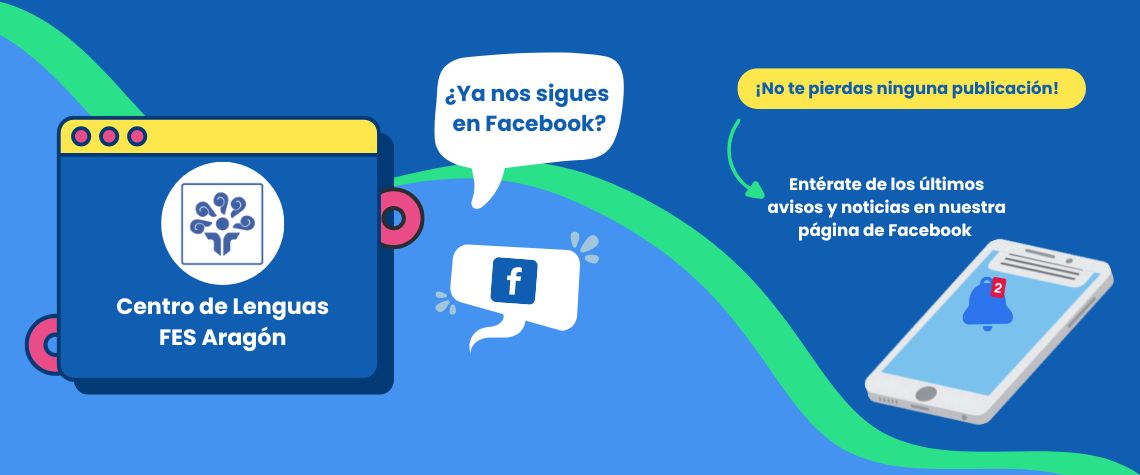 ¿Ya nos sigues
en Facebook?
¡No te pierdas ninguna publicación!
Entérate de los últimos
avisos y noticias en nuestra
página de Facebook
Centro de Lenguas
FES Aragón
f
2